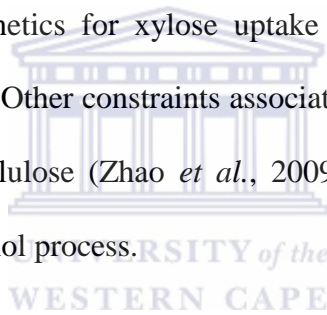 netics for xylose uptake
Other constraints associat
llulose (Zhao et al., 2009
ol process.
UNIVERSITY of the
WESTERN CAPE